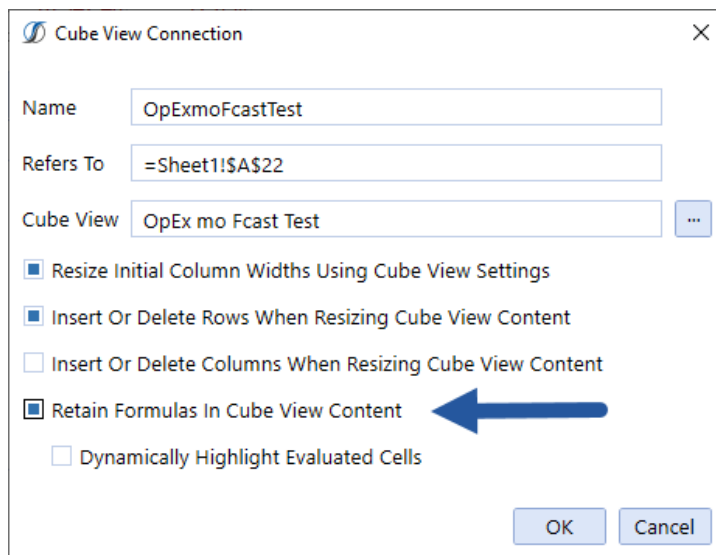 Cube View Connection
Name OpExmoFcastTest
Refers To =Sheet1!$A$22
Cube View OpEx mo Fcast Test ...
Resize Initial Column Widths Using Cube View Settings
Insert Or Delete Rows When Resizing Cube View Content
Insert Or Delete Columns When Resizing Cube View Content
Retain Formulas In Cube View Content
Dynamically Highlight Evaluated Cells
OK Cancel